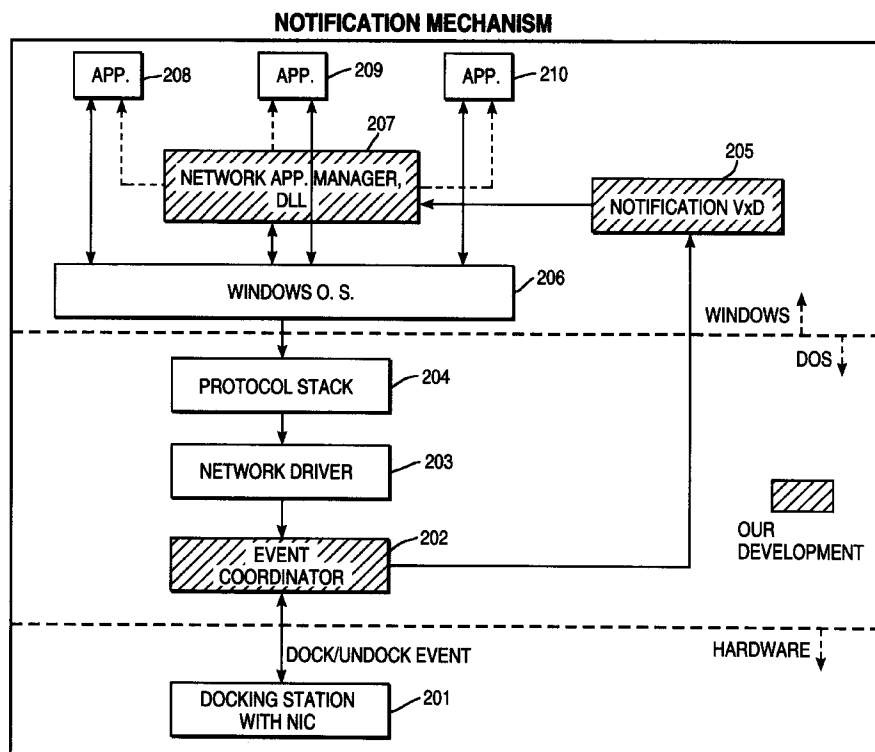 NOTIFICATION MECHANISM
APP. 208
APP. 209
APP. 210
207
NETWORK APP. MANAGER,
DLL
205
NOTIFICATION VxD
WINDOWS O. S.
206
WINDOWS
DOS
PROTOCOL STACK
204
NETWORK DRIVER
203
202
EVENT
COORDINATOR
OUR
DEVELOPMENT
HARDWARE
DOCK/UNDOCK EVENT
DOCKING STATION
WITH NIC
201